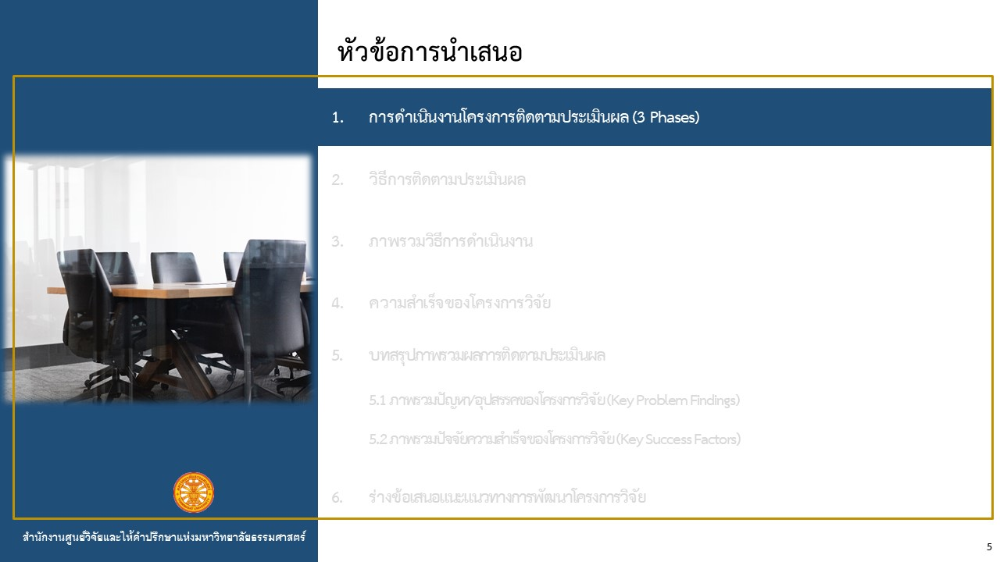 หัวข้อการนำเสนอ
1. การดำเนินงานโครงการติดตามประเมินผล (3 Phases)
2. วิธีการติดตามประเมินผล
3. ภาพรวมวิธีการดำเนินงาน
4. ความสำเร็จของโครงการวิจัย
5. บทสรุปภาพรวมผลการติดตามประเมินผล
5.1 ภาพรวมปัญหา/อุปสรรคของโครงการวิจัย (Key Problem Findings)
5.2 ภาพรวมปัจจัยความสำเร็จของโครงการวิจัย (Key Success Factors)
6. ร่างข้อเสนอแนะแนวทางการพัฒนาโครงการวิจัย
สำนักงานศูนย์วิจัยและให้คำปรึกษาแห่งมหาวิทยาลัยธรรมศาสตร์
5